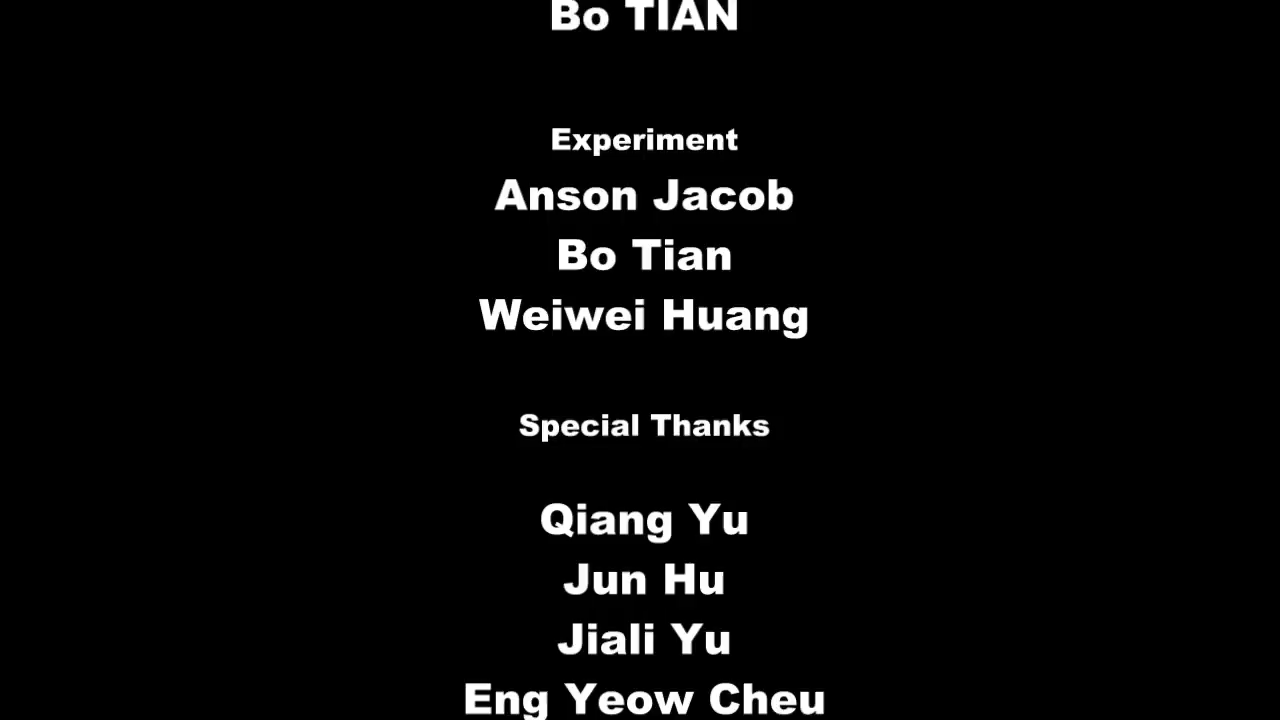 Bo TIAN
Experiment
Anson Jacob
Bo Tian
Weiwei Huang
Special Thanks
Qiang Yu
Jun Hu
Jiali Yu
Eng Yeow Cheu